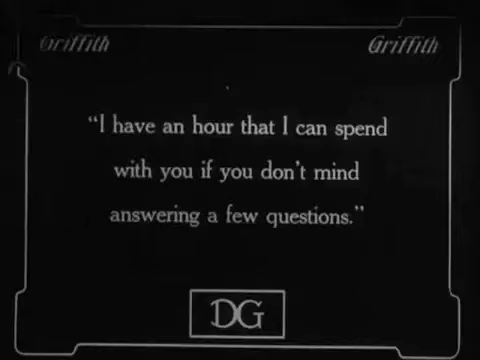 Griffith Griffith
“I have an hour that I can spend
with you if you don't mind
answering a few questions.”
DG